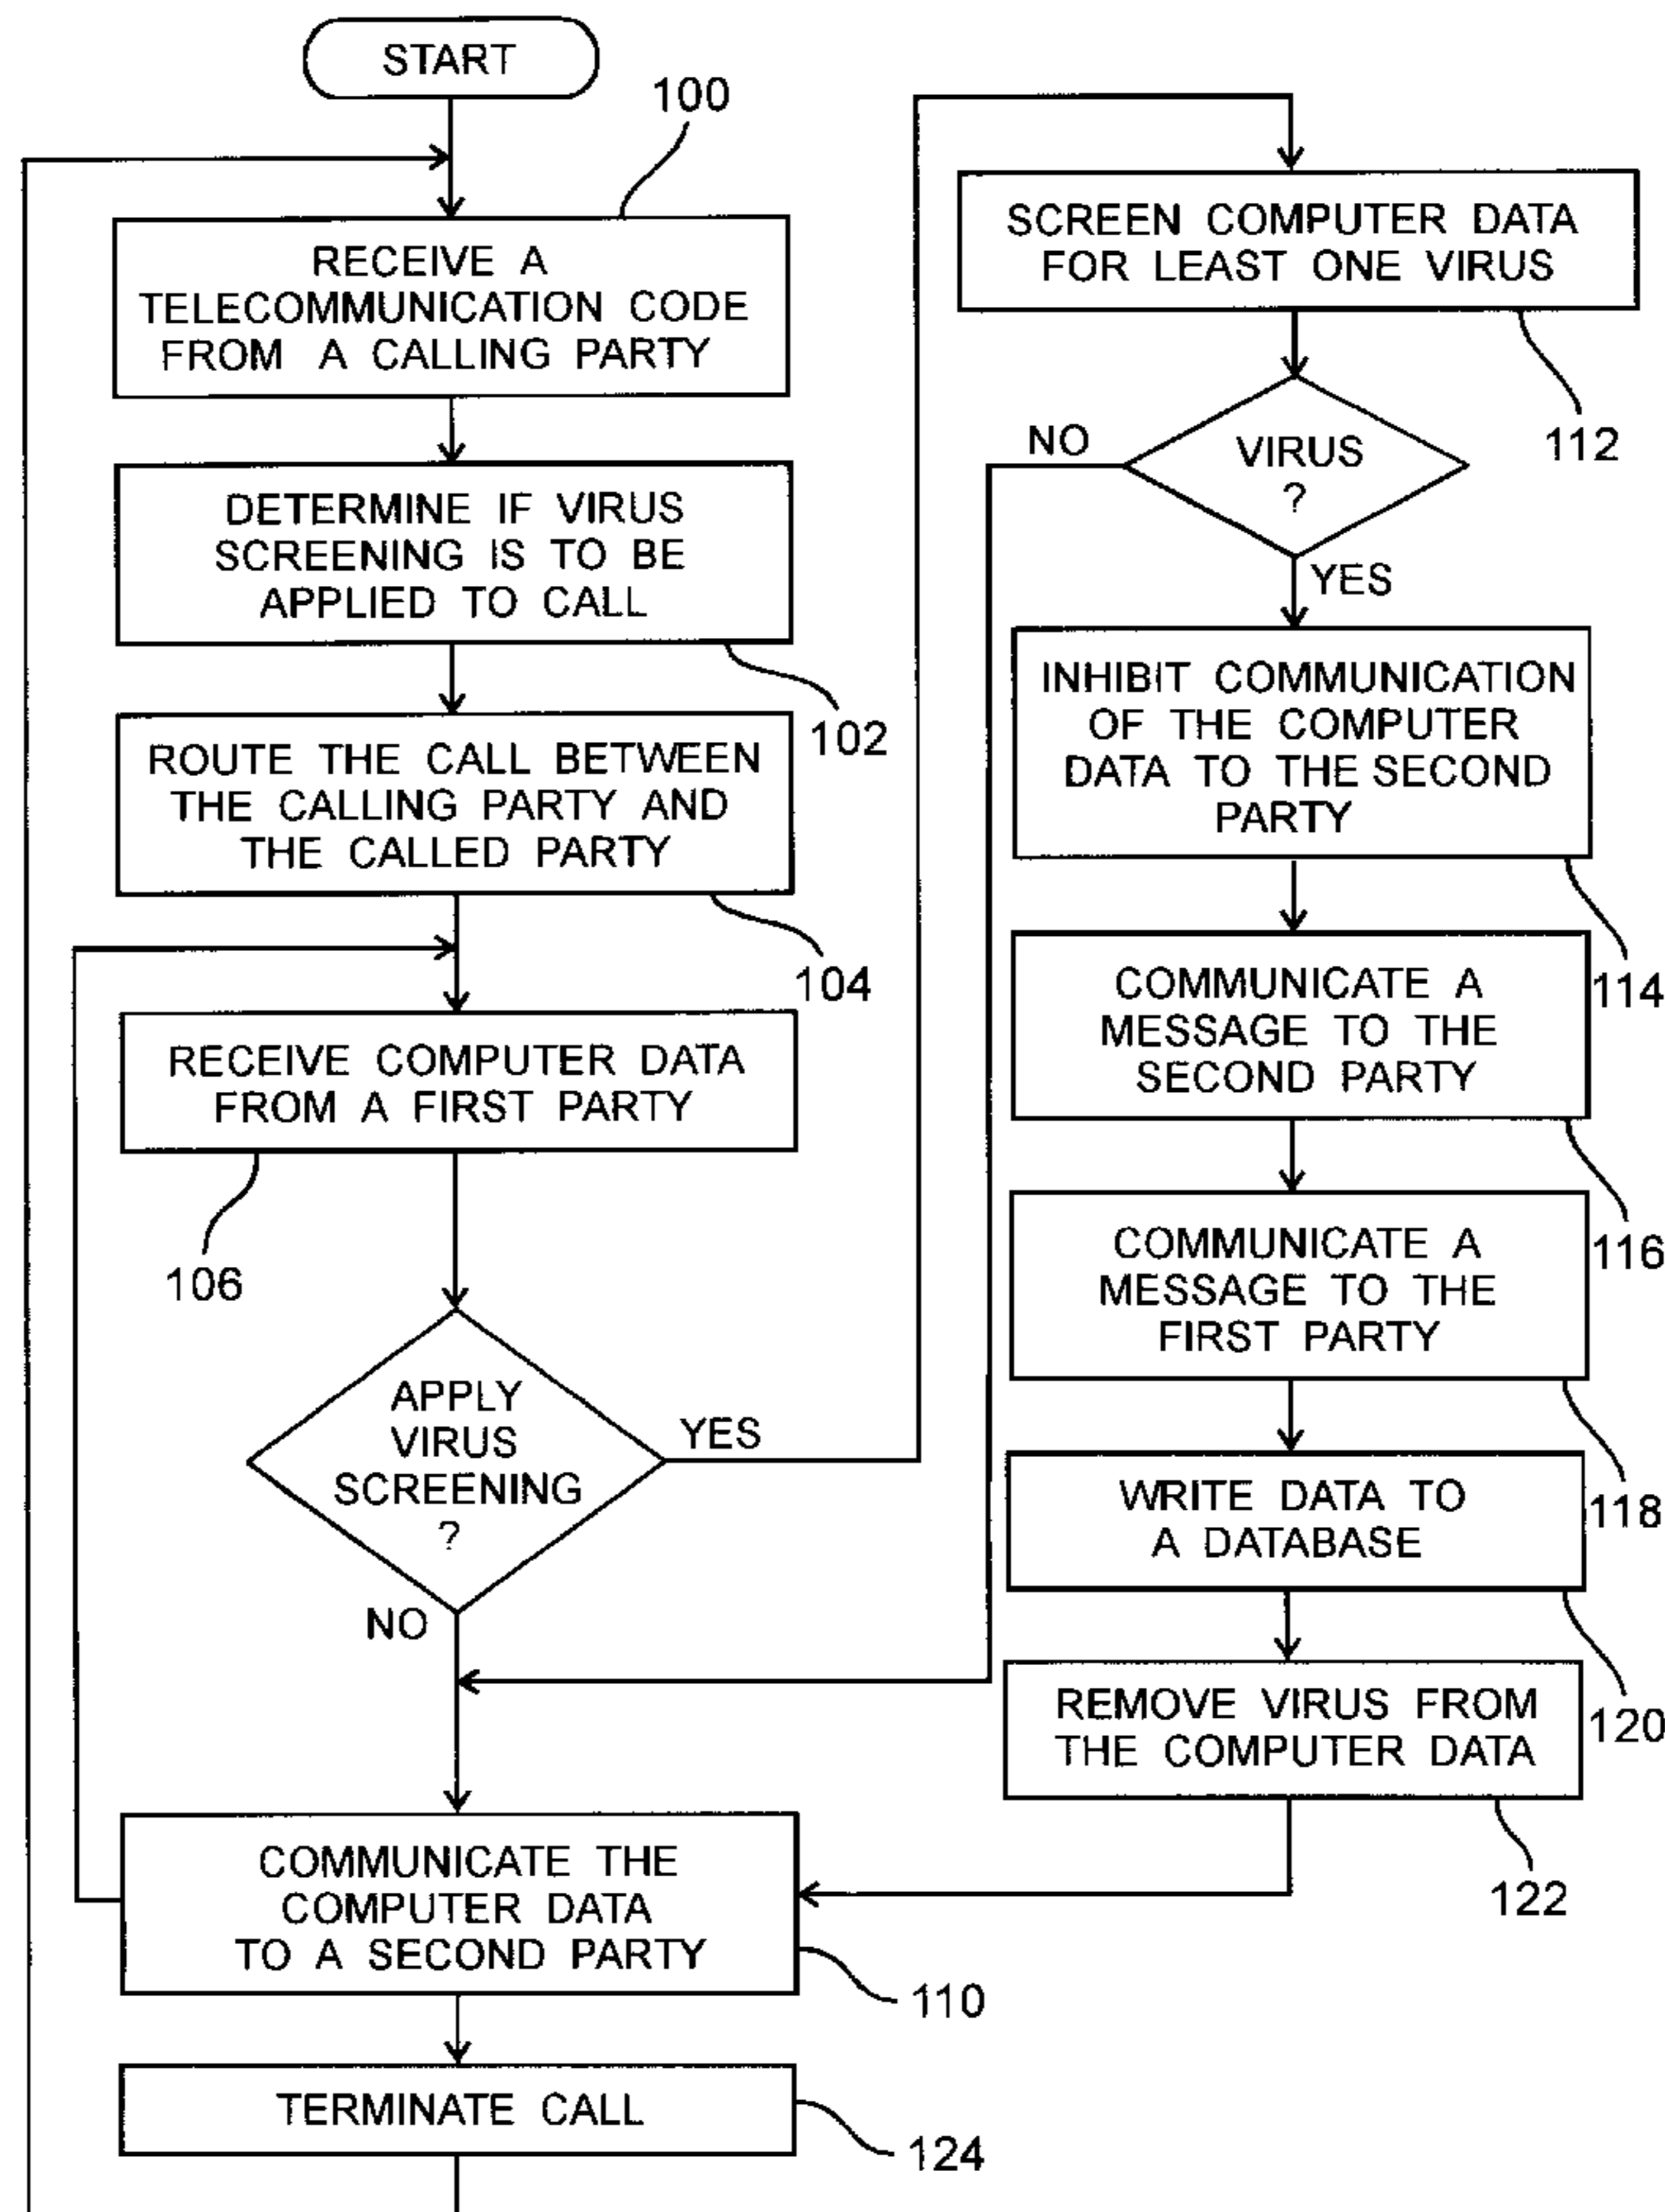 START
100
RECEIVE A
TELECOMMUNICATION CODE
FROM A CALLING PARTY
DETERMINE IF VIRUS
SCREENING IS TO BE
APPLIED TO CALL
102
ROUTE THE CALL BETWEEN
THE CALLING PARTY AND
THE CALLED PARTY
104
RECEIVE COMPUTER DATA
FROM A FIRST PARTY
106
APPLY
VIRUS
SCREENING
?
YES
NO
COMMUNICATE THE
COMPUTER DATA
TO A SECOND PARTY
110
TERMINATE CALL
124
SCREEN COMPUTER DATA
FOR LEAST ONE VIRUS
112
VIRUS
?
NO
YES
INHIBIT COMMUNICATION
OF THE COMPUTER
DATA TO THE SECOND
PARTY
114
COMMUNICATE A
MESSAGE TO THE
SECOND PARTY
116
COMMUNICATE A
MESSAGE TO THE
FIRST PARTY
118
WRITE DATA TO
A DATABASE
120
REMOVE VIRUS FROM
THE COMPUTER DATA
122